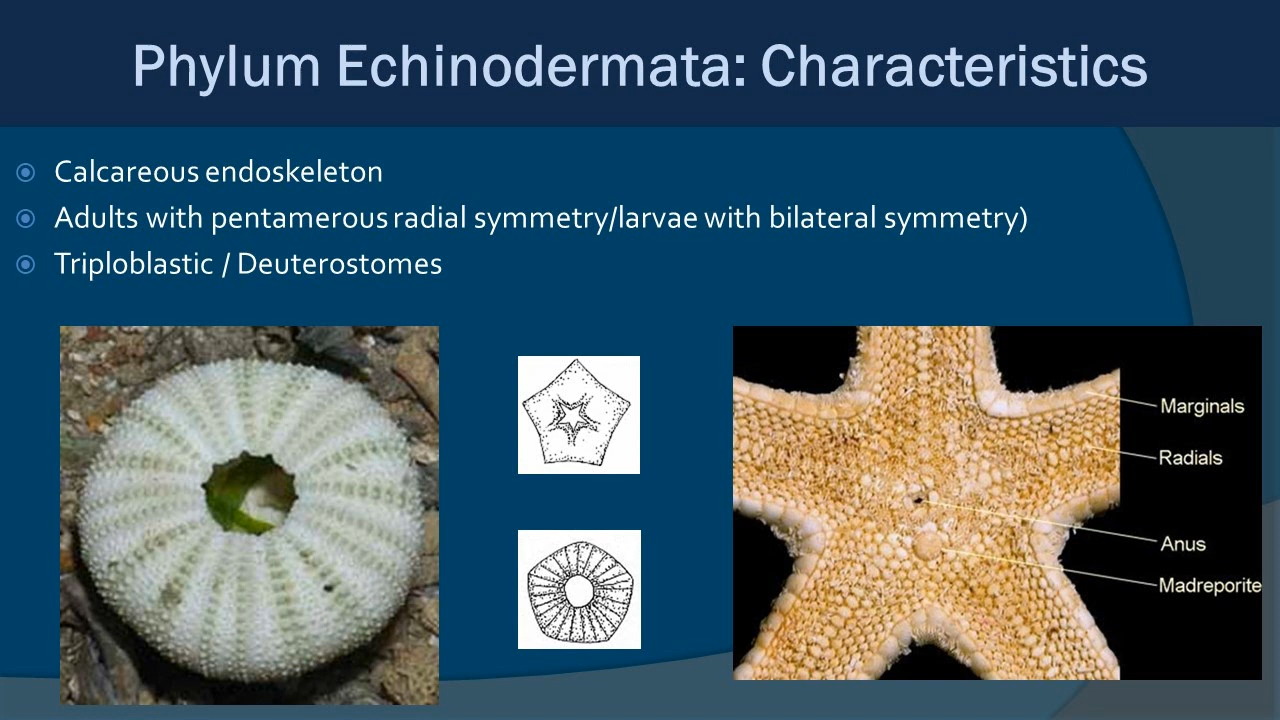 Phylum Echinodermata: Characteristics
Calcareous endoskeleton
Adults with pentamerous radial symmetry/larvae with bilateral symmetry)
Triploblastic / Deuterostomes
Marginals
Radials
Anus
Madreporite